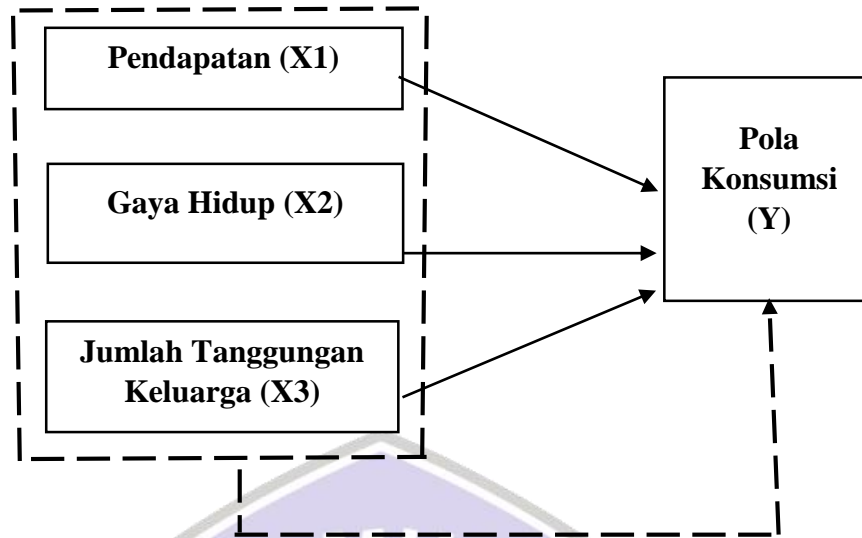 Pendapatan (X1)
Gaya Hidup (X2)
Jumlah Tanggungan
Keluarga (X3)
Pola
Konsumsi
(Y)